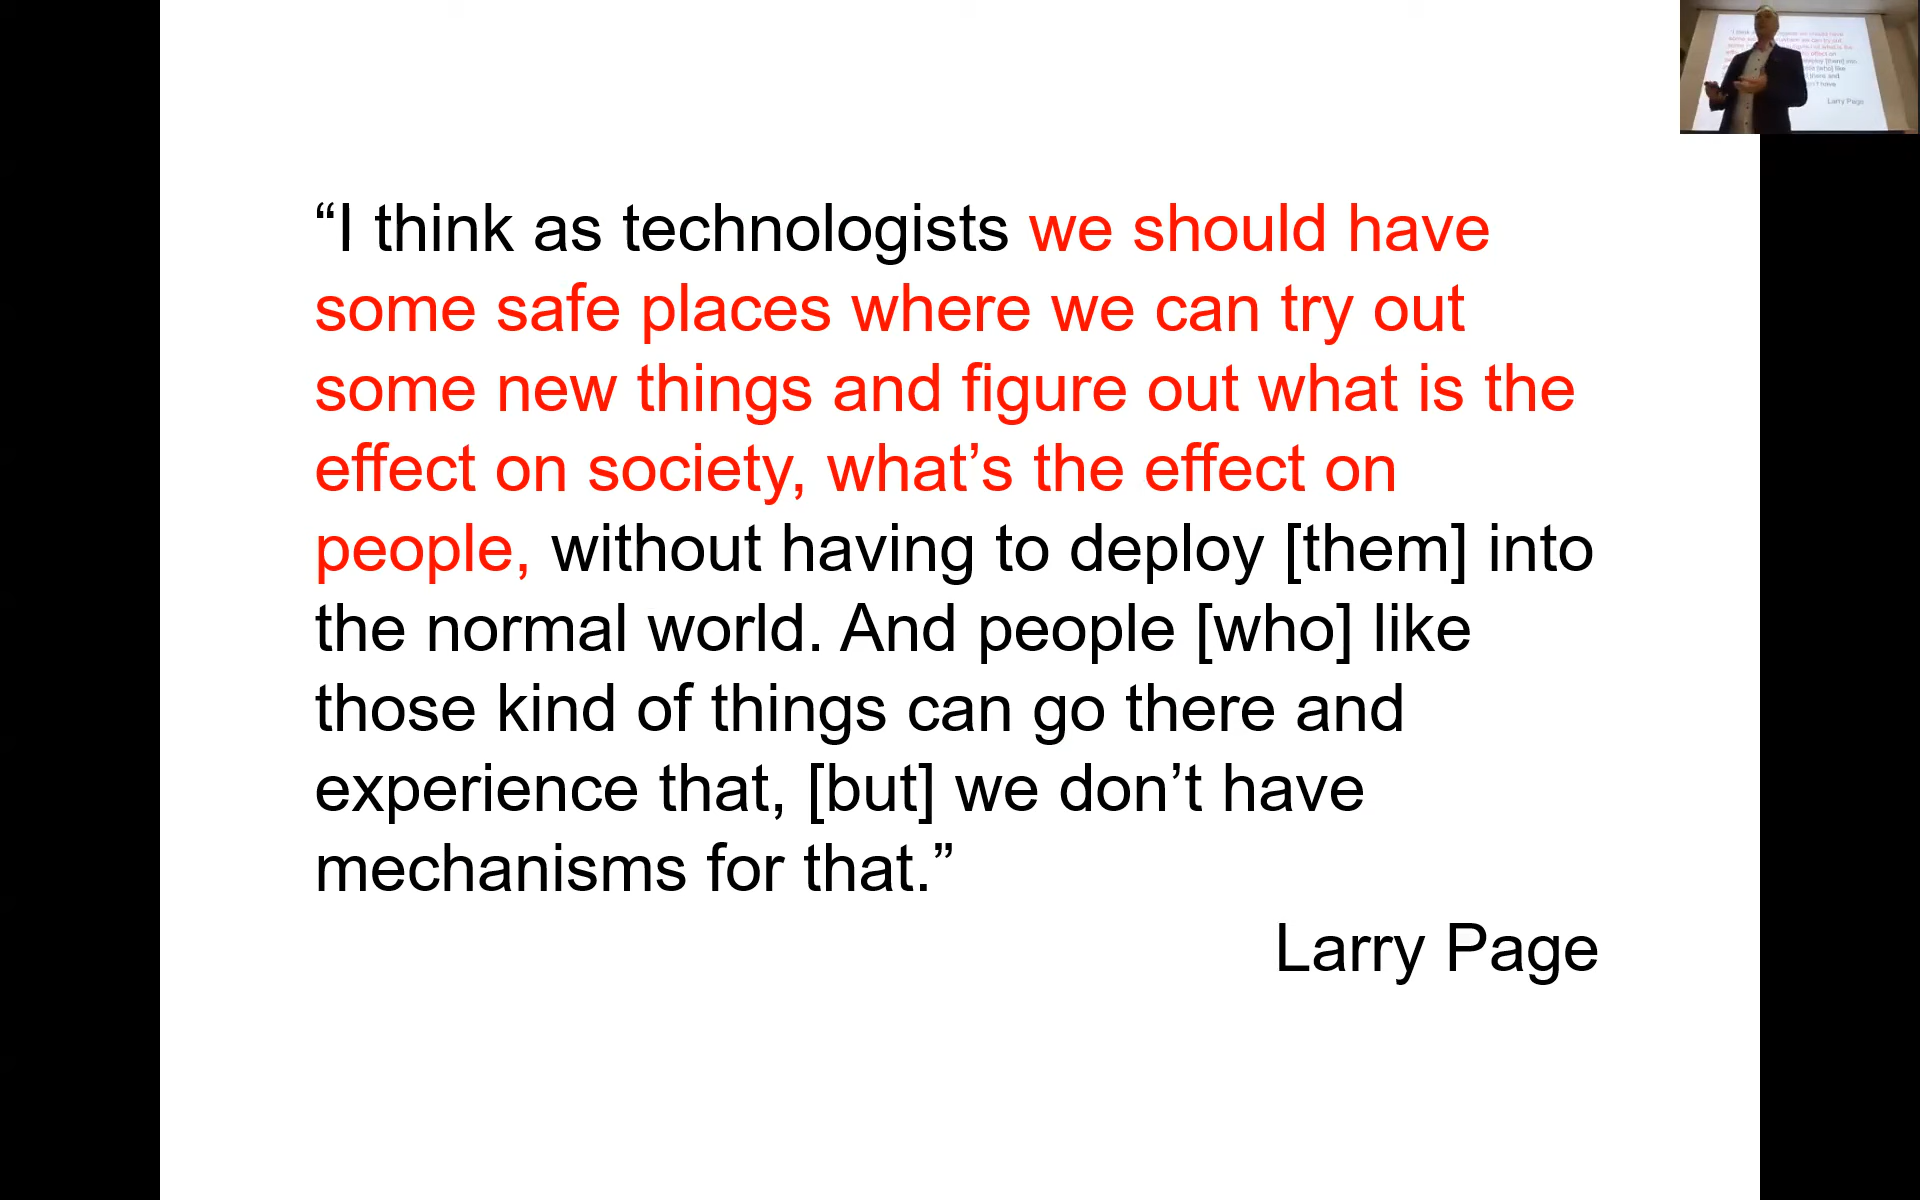 “I think as technologists we should have
some safe places where we can try out
some new things and figure out what is the
effect on society, what’s the effect on
people, without having to deploy [them] into
the normal world. And people [who] like
those kind of things can go there and
experience that, [but] we don’t have
mechanisms for that.”
Larry Page